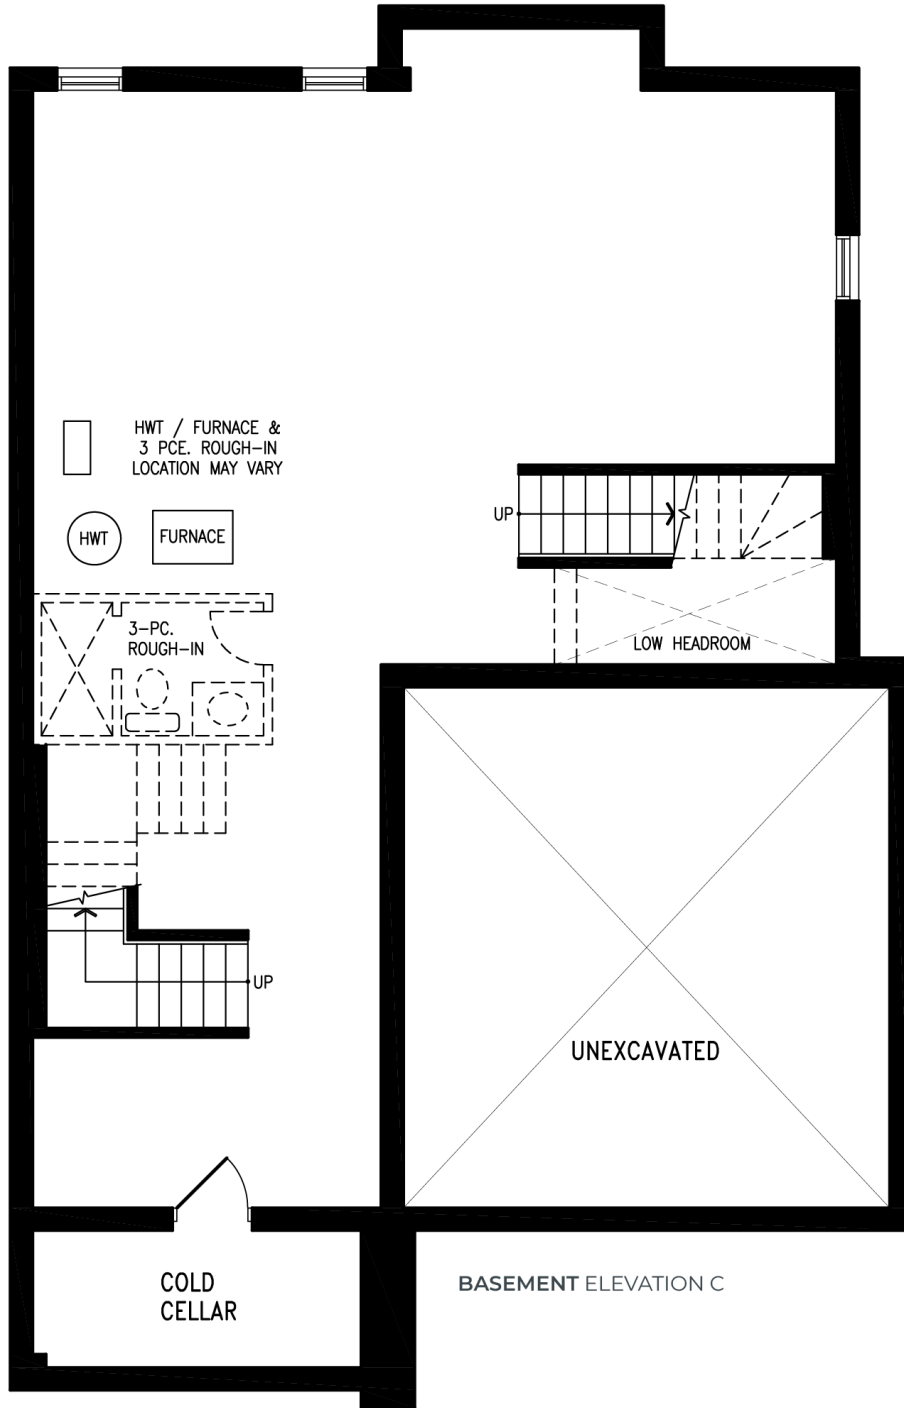 HWT / FURNACE &
3 PCE. ROUGH-IN
LOCATION MAY VARY
UP
HWT
FURNACE
3-PC.
ROUGH-IN
LOW HEADROOM
UP
UNEXCAVATED
COLD
CELLAR
BASEMENT ELEVATION C